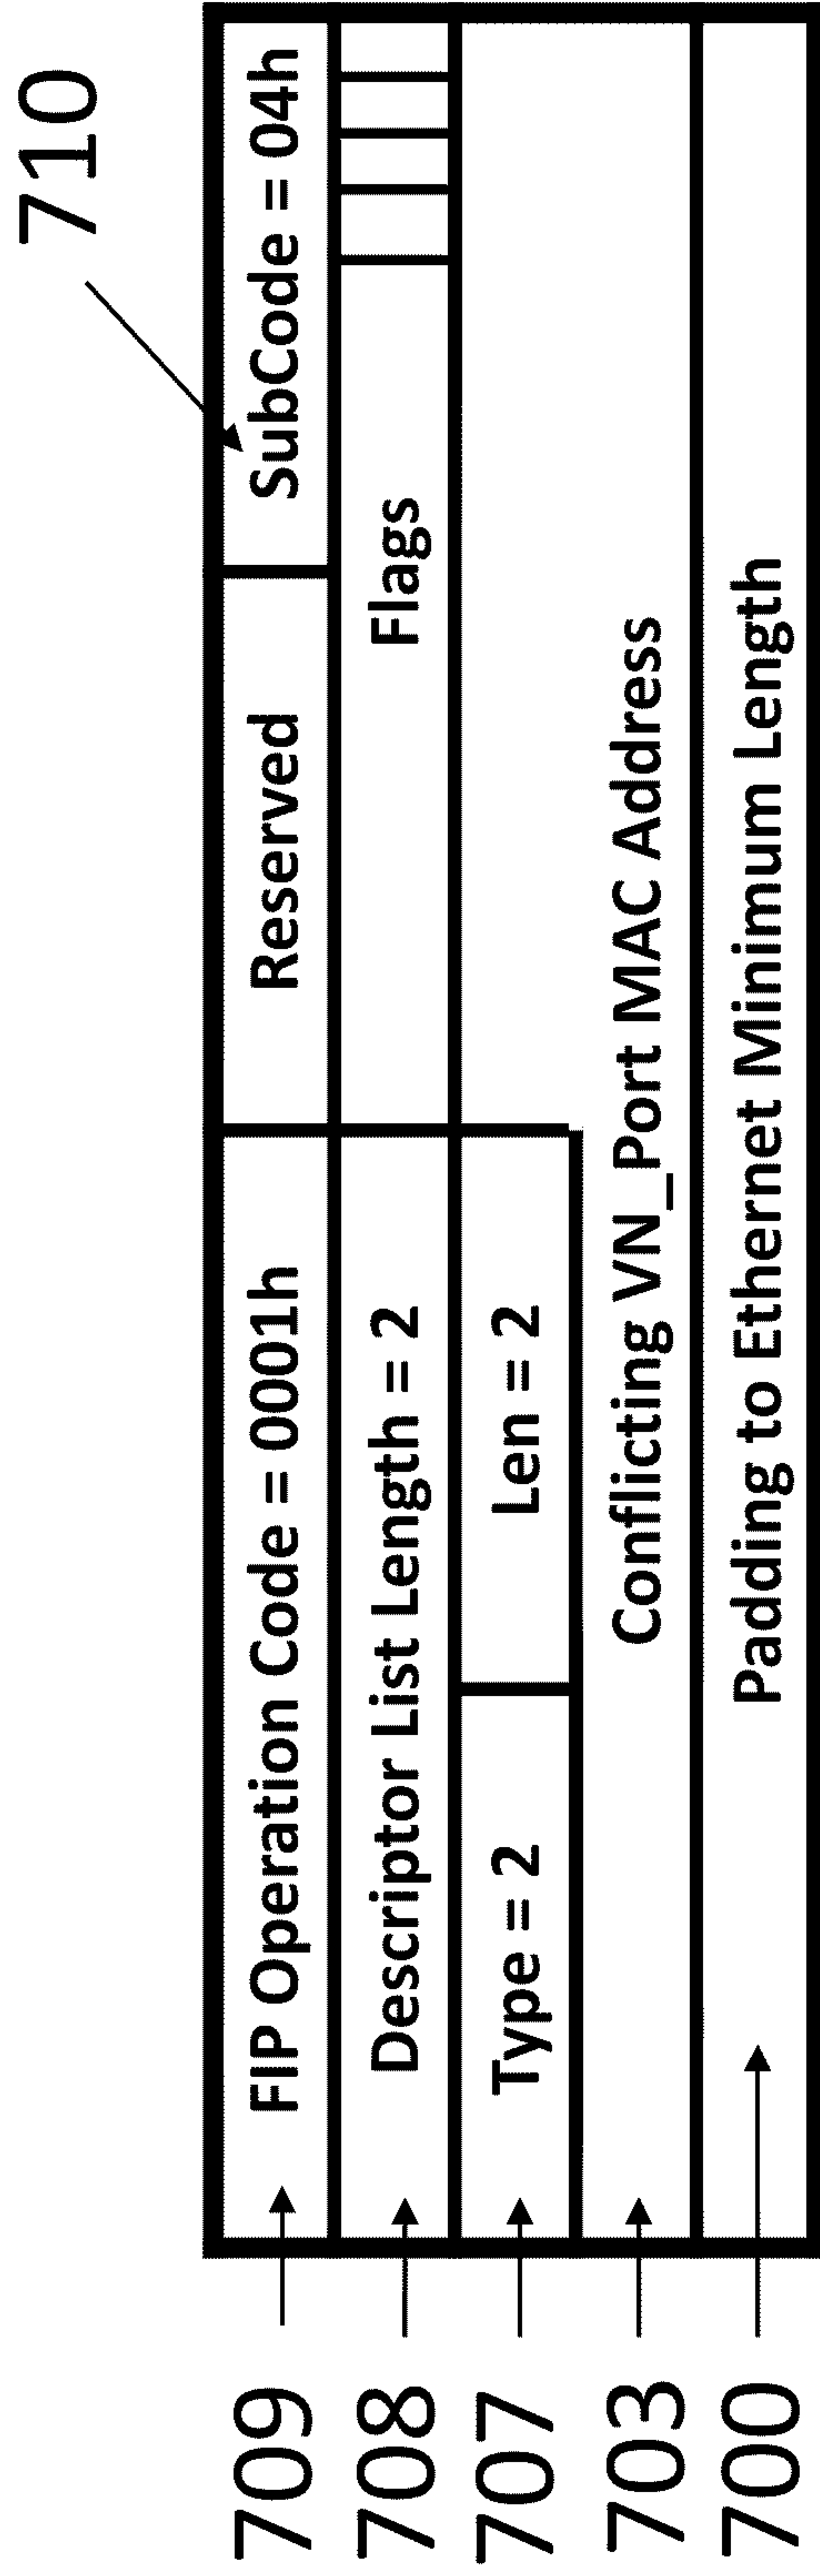 710
709 FIP Operation Code = 0001h Reserved SubCode = 04h
708 Descriptor List Length = 2 Flags
707 Type = 2 Len = 2
703 Conflicting VN_Port MAC Address
700 Padding to Ethernet Minimum Length